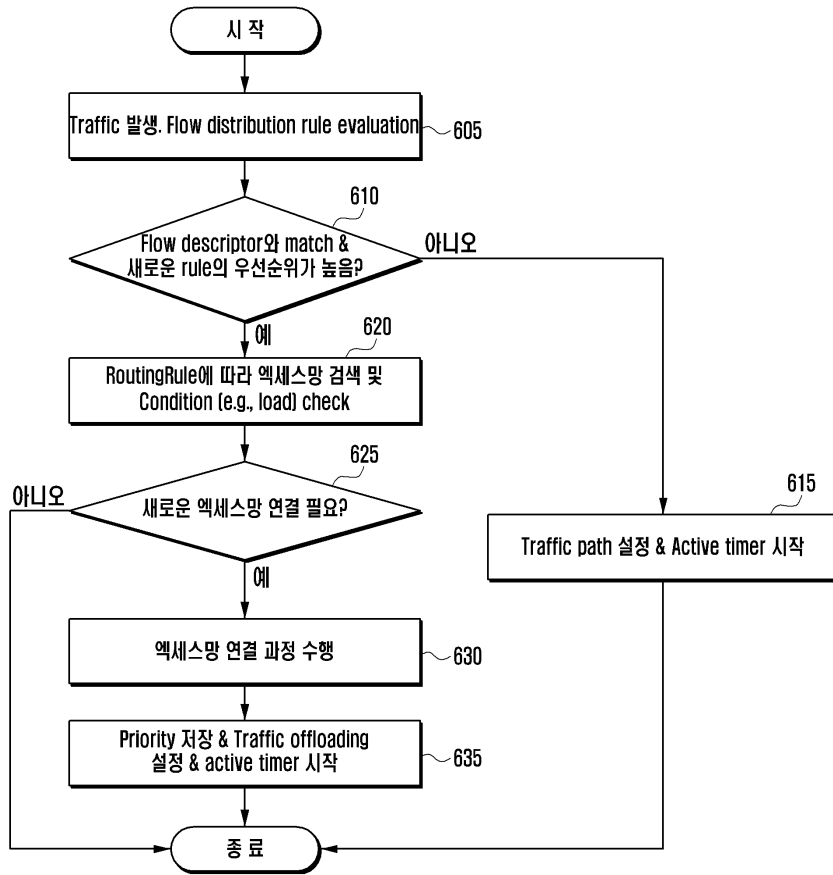 시 작
Traffic 발생. Flow distribution rule evaluation
605
610
Flow descriptor와 match &
새로운 rule의 우선순위가 높음?
아니오
예
620
RoutingRule에 따라 엑세스망 검색 및
Condition (e.g., load) check
625
아니오
새로운 엑세스망 연결 필요?
615
Traffic path 설정 & Active timer 시작
예
엑세스망 연결 과정 수행
630
Priority 저장 & Traffic offloading
설정 & active timer 시작
635
종 료